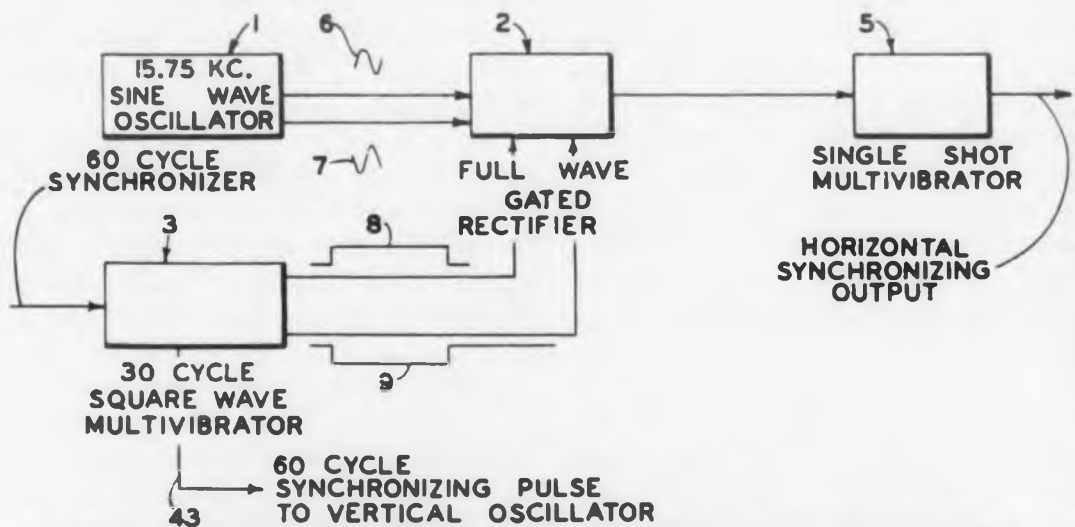 1
6
2
5
15.75 KC.
SINE WAVE
OSCILLATOR
7
60 CYCLE
SYNCHRONIZER
FULL WAVE
GATED
RECTIFIER
SINGLE SHOT
MULTIVIBRATOR
3
8
HORIZONTAL
SYNCHRONIZING
OUTPUT
9
30 CYCLE
SQUARE WAVE
MULTIVIBRATOR
43
60 CYCLE
SYNCHRONIZING PULSE
TO VERTICAL OSCILLATOR